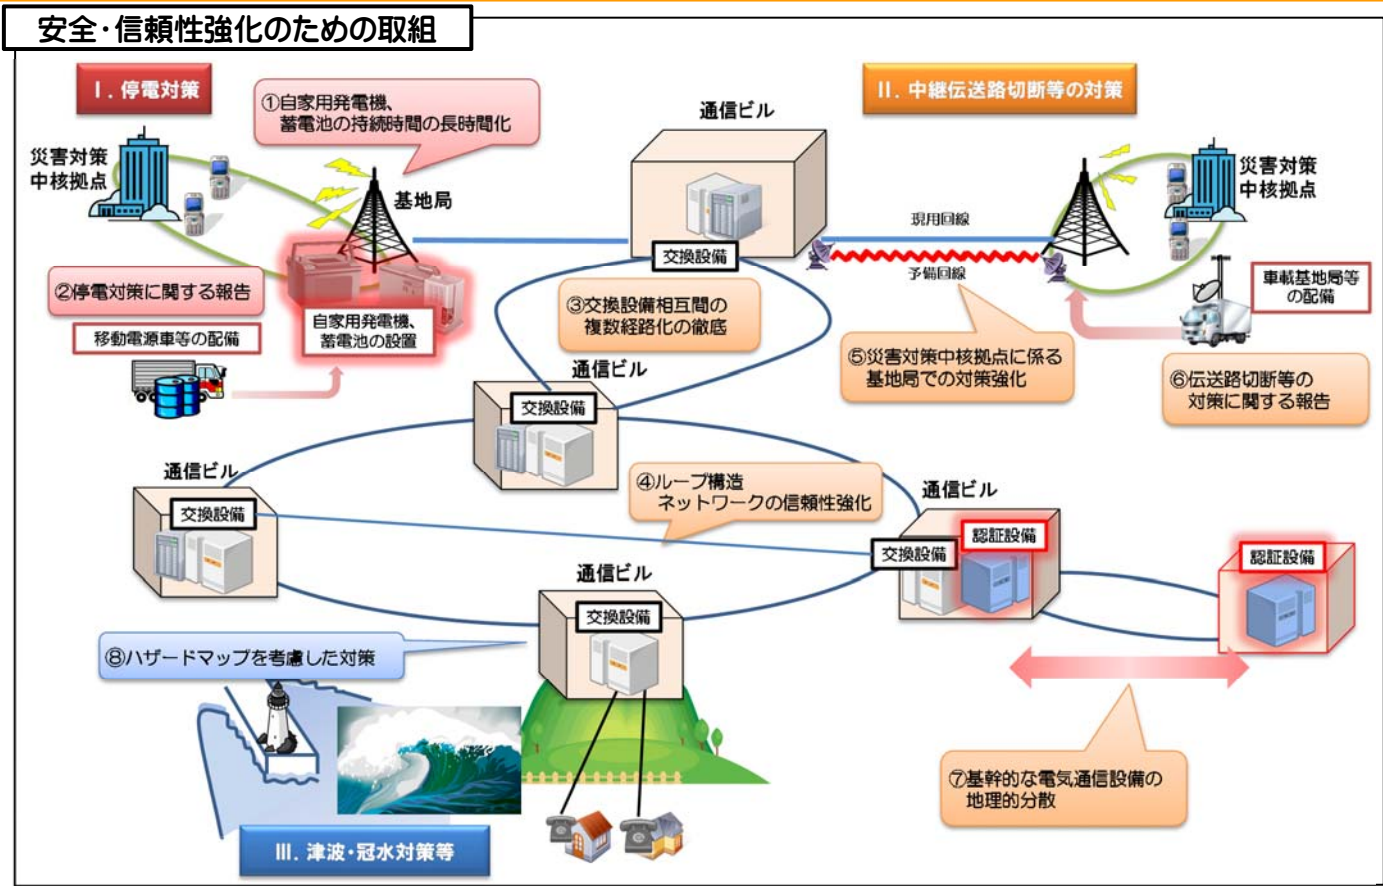 安全・信頼性強化のための取組
Ⅰ. 停電対策
①自家用発電機、
蓄電池の持続時間の長時間化
通信ビル
Ⅱ. 中継伝送路切断等の対策
災害対策
中核拠点
基地局
現用回線
災害対策
中核拠点
交換設備
予備回線
車載基地局等
の配備
②停電対策に関する報告
③交換設備相互間の
複数経路化の徹底
自家用発電機、
蓄電池の設置
移動電源車等の配備
⑤災害対策中核拠点に係る
基地局での対策強化
⑥伝送路切断等の
対策に関する報告
通信ビル
交換設備
通信ビル
交換設備
④ループ構造
ネットワークの信頼性強化
通信ビル
認証設備
交換設備
認証設備
通信ビル
交換設備
⑧ハザードマップを考慮した対策
⑦基幹的な電気通信設備の
地理的分散
Ⅲ. 津波・冠水対策等